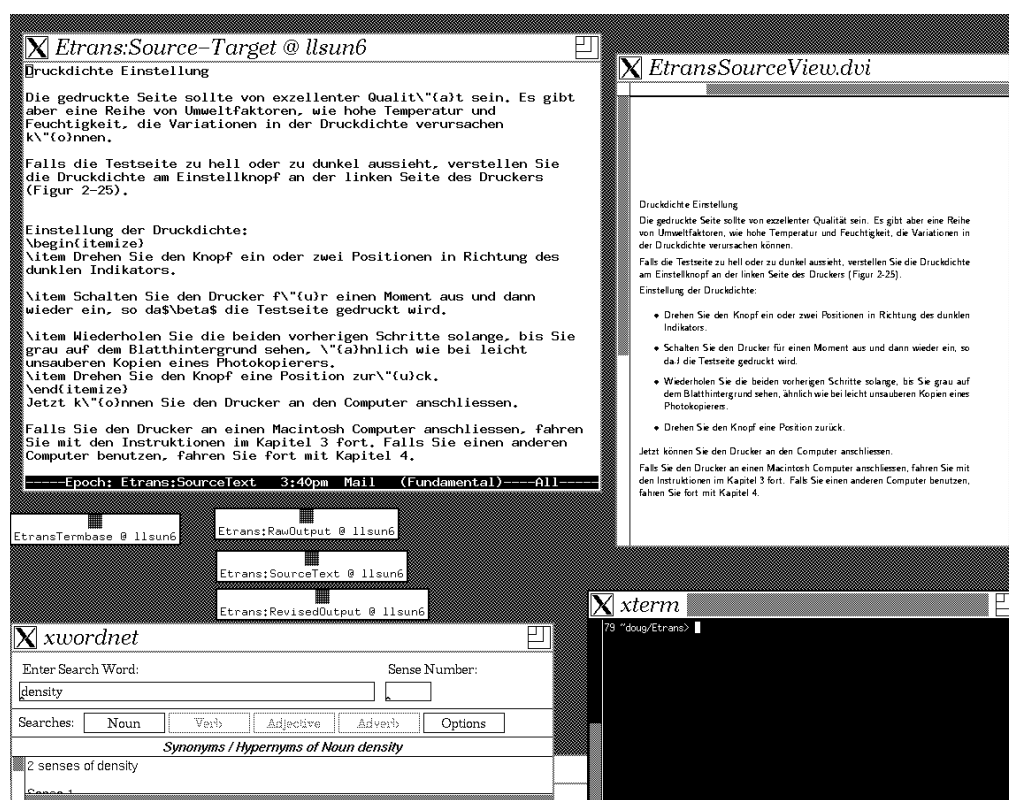 Etrans:Source-Target @ llsun6
Druckdichte Einstellung
Die gedruckte Seite sollte von exzellenter Qualit\"{a}t sein. Es gibt
aber eine Reihe von Umweltfaktoren, wie hohe Temperatur und
Feuchtigkeit, die Variationen in der Druckdichte verursachen
k\"{o}nnen.
Falls die Testseite zu hell oder zu dunkel aussieht, verstellen Sie
die Druckdichte am Einstellknopf an der linken Seite des Druckers
(Figur 2-25).
Einstellung der Druckdichte:
\begin{itemize}
\item Drehen Sie den Knopf ein oder zwei Positionen in Richtung des
dunklen Indikators.
\item Schalten Sie den Drucker f\"{u}r einen Moment aus und dann
wieder ein, so da$\beta$ die Testseite gedruckt wird.
\item Wiederholen Sie die beiden vorherigen Schritte solange, bis Sie
grau auf dem Blatthintergrund sehen, \"{a}hnlich wie bei leicht
unsauberen Kopien eines Photokopierers.
\item Drehen Sie den Knopf eine Position zur\"{u}ck.
\end{itemize}
Jetzt k\"{o}nnen Sie den Drucker an den Computer anschliessen.
Falls Sie den Drucker an einen Macintosh Computer anschliessen, fahren
Sie mit den Instruktionen im Kapitel 3 fort. Falls Sie einen anderen
Computer benutzen, fahren Sie fort mit Kapitel 4.
-----Epoch: Etrans:SourceText   3:40pm  Mail   (Fundamental)----All-----
EtransSourceView.dvi
Druckdichte Einstellung
Die gedruckte Seite sollte von exzellenter Qualität sein. Es gibt aber eine Reihe
von Umweltfaktoren, wie hohe Temperatur und Feuchtigkeit, die Variationen in
der Druckdichte verursachen können.
Falls die Testseite zu hell oder zu dunkel aussieht, verstellen Sie die Druckdichte
am Einstellknopf an der linken Seite des Druckers (Figur 2-25).
Einstellung der Druckdichte:
• Drehen Sie den Knopf ein oder zwei Positionen in Richtung des dunklen
Indikators.
• Schalten Sie den Drucker für einen Moment aus und dann wieder ein, so
die Testseite gedruckt wird.
• Wiederholen Sie die beiden vorherigen Schritte solange, bis Sie grau auf
dem Blatthintergrund sehen, ähnlich wie bei leicht unsauberen Kopien eines
Photokopierers.
• Drehen Sie den Knopf eine Position zurück.
Jetzt können Sie den Drucker an den Computer anschliessen.
Falls Sie den Drucker an einen Macintosh Computer anschliessen, fahren Sie mit
den Instruktionen im Kapitel 3 fort. Falls Sie einen anderen Computer benutzen,
fahren Sie fort mit Kapitel 4.
EtransTermbase @ llsun6
Etrans:RawOutput @ llsun6
Etrans:SourceText @ llsun6
Etrans:RevisedOutput @ llsun6
xwordnet
Enter Search Word: Sense Number:
density
Searches: Noun Verb Adjective Adverb Options
Synonyms / Hypernyms of Noun density
2 senses of density
Sense 1
xterm
79 ~doug/Etrans>